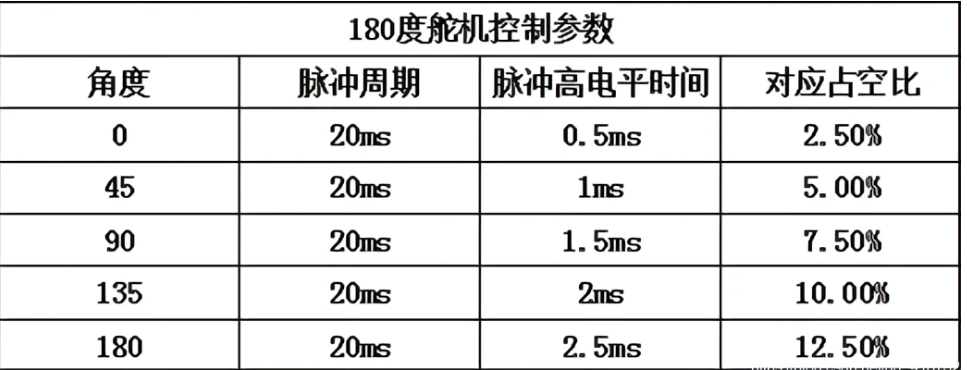 180度舵机控制参数
角度 脉冲周期 脉冲高电平时间 对应占空比
0 20ms 0.5ms 2.50%
45 20ms 1ms 5.00%
90 20ms 1.5ms 7.50%
135 20ms 2ms 10.00%
180 20ms 2.5ms 12.50%